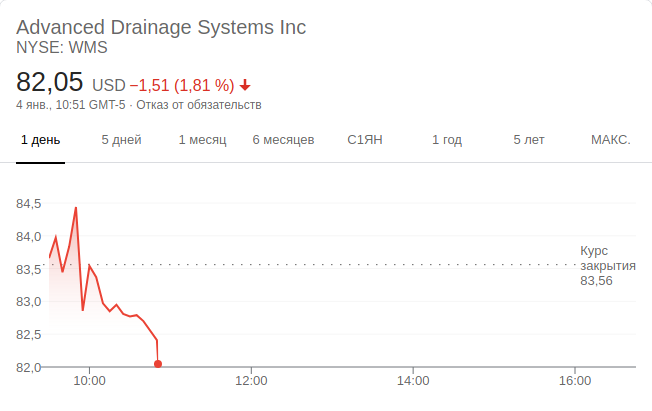 Advanced Drainage Systems Inc
NYSE: WMS
82,05 USD −1,51 (1,81 %)
4 янв., 10:51 GMT-5 · Отказ от обязательств
1 день 5 дней 1 месяц 6 месяцев С1ЯН 1 год 5 лет МАКС.
84,5
84,0
83,5
83,0
82,5
82,0
Курс
закрытия
83,56
10:00 12:00 14:00 16:00